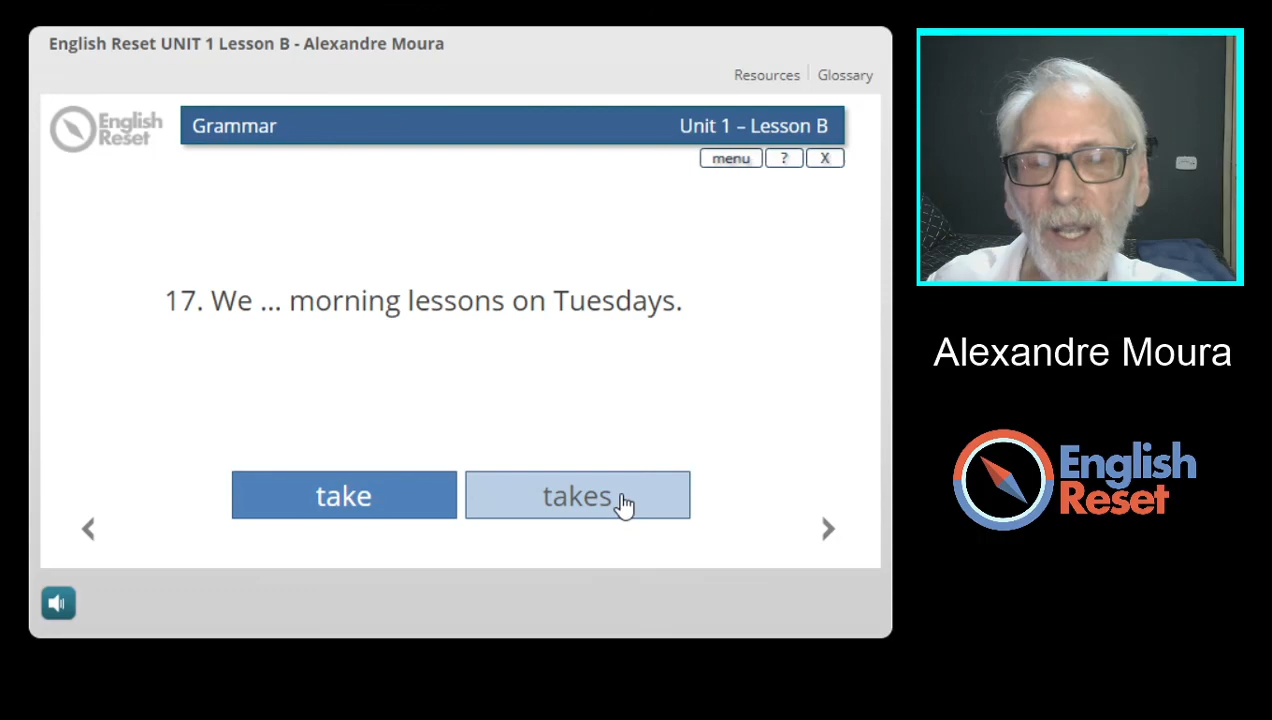 English Reset UNIT 1 Lesson B - Alexandre Moura
Resources
Glossary
English
Reset
Grammar
Unit 1 – Lesson B
menu
?
X
17. We ... morning lessons on Tuesdays.
take
takes
Alexandre Moura
English
Reset